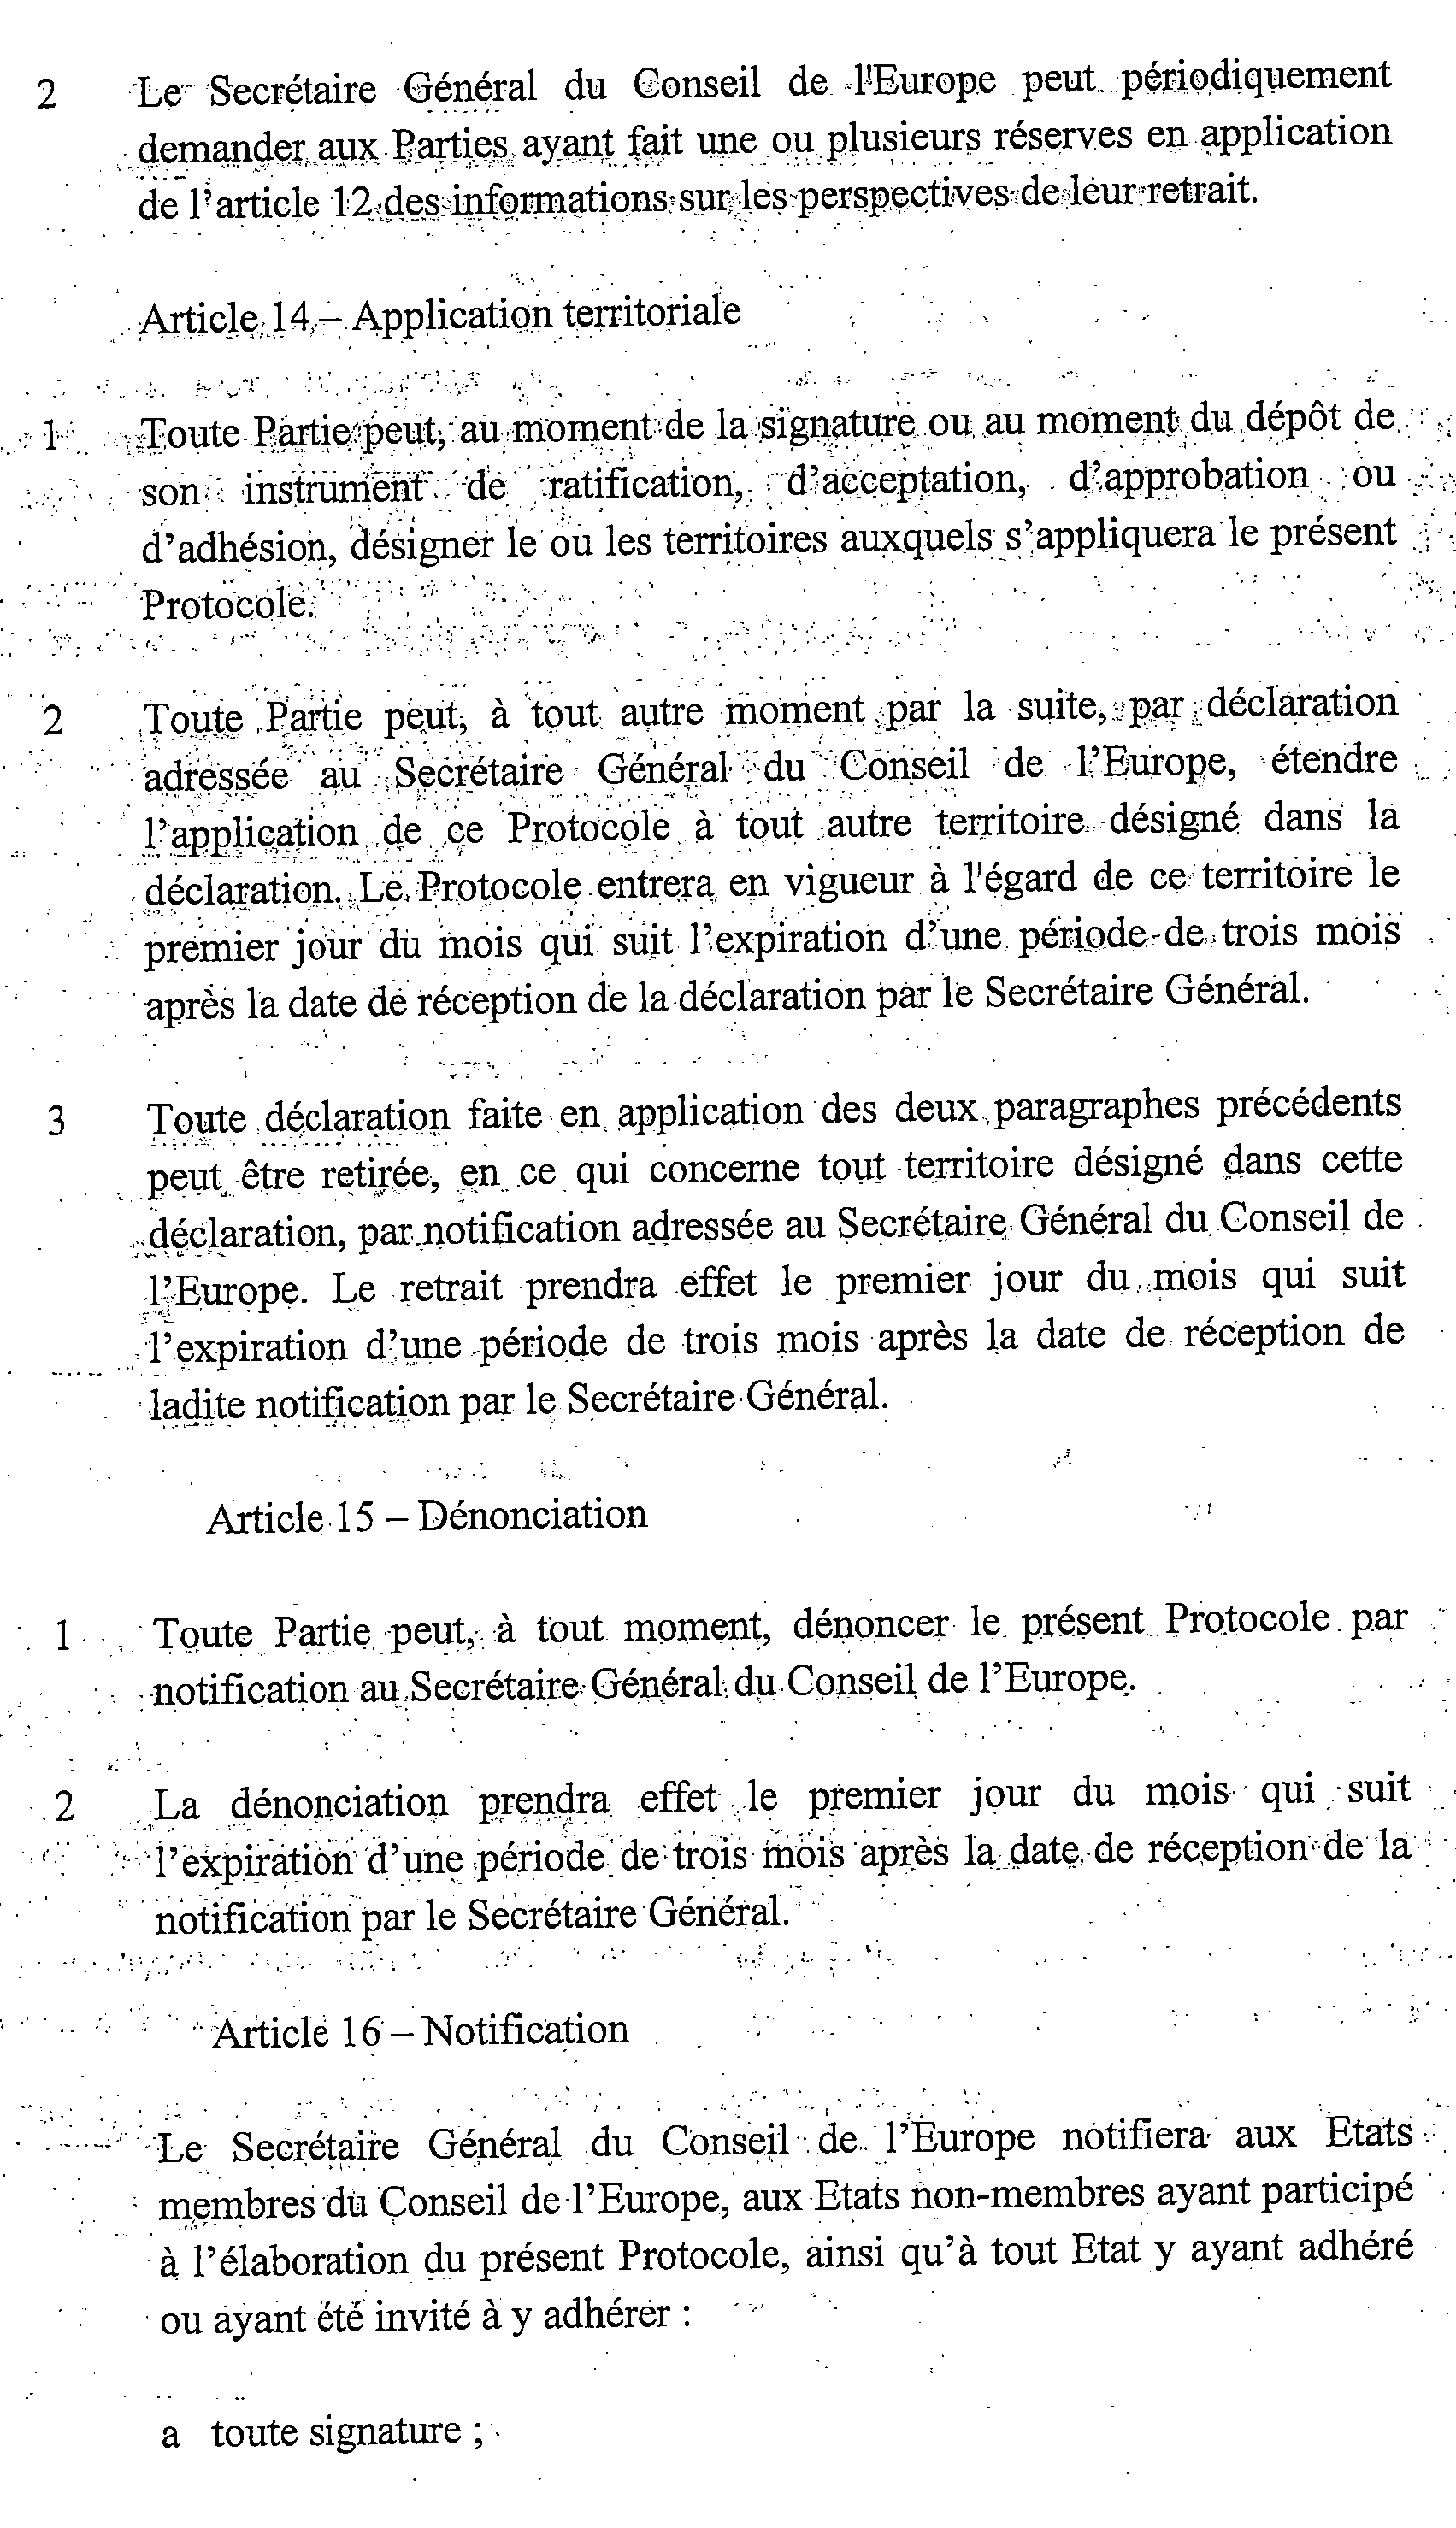 2 Le Secrétaire Général du Conseil de l'Europe peut périodiquement
demander aux Parties ayant fait une ou plusieurs réserves en application
de l'article 12 des informations sur les perspectives de leur retrait.
Article 14 – Application territoriale
1 Toute Partie peut, au moment de la signature ou au moment du dépôt de
son instrument de ratification, d'acceptation, d'approbation ou
d'adhésion, désigner le ou les territoires auxquels s'appliquera le présent
Protocole.
2 Toute Partie peut, à tout autre moment par la suite, par déclaration
adressée au Secrétaire Général du Conseil de l'Europe, étendre
l'application de ce Protocole à tout autre territoire désigné dans la
déclaration. Le Protocole entrera en vigueur à l'égard de ce territoire le
premier jour du mois qui suit l'expiration d'une période de trois mois
après la date de réception de la déclaration par le Secrétaire Général.
3 Toute déclaration faite en application des deux paragraphes précédents
peut être retirée, en ce qui concerne tout territoire désigné dans cette
déclaration, par notification adressée au Secrétaire Général du Conseil de
l'Europe. Le retrait prendra effet le premier jour du mois qui suit
l'expiration d'une période de trois mois après la date de réception de
ladite notification par le Secrétaire Général.
Article 15 – Dénonciation
1 Toute Partie peut, à tout moment, dénoncer le présent Protocole par
notification au Secrétaire Général du Conseil de l'Europe.
2 La dénonciation prendra effet le premier jour du mois qui suit
l'expiration d'une période de trois mois après la date de réception de la
notification par le Secrétaire Général.
Article 16 – Notification
Le Secrétaire Général du Conseil de l'Europe notifiera aux Etats
membres du Conseil de l'Europe, aux Etats non-membres ayant participé
à l'élaboration du présent Protocole, ainsi qu'à tout Etat y ayant adhéré
ou ayant été invité à y adhérer :
a toute signature ;